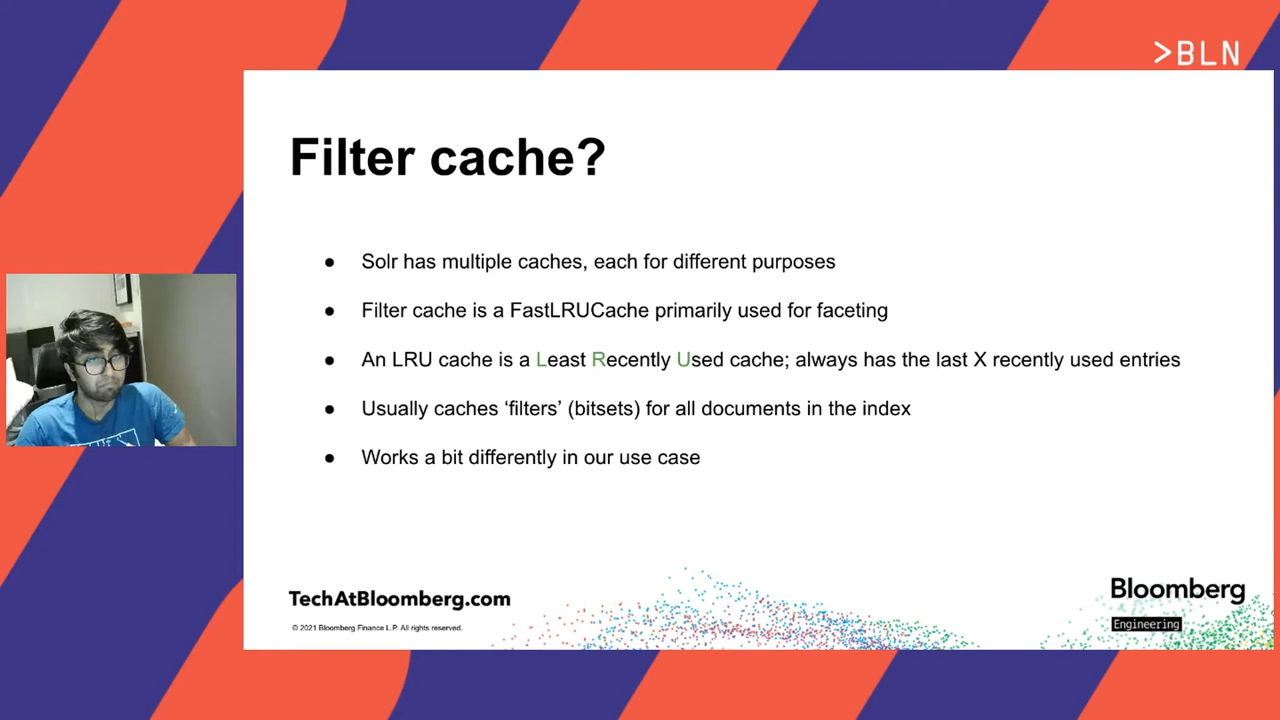 >BLN
Filter cache?
● Solr has multiple caches, each for different purposes
● Filter cache is a FastLRUCache primarily used for faceting
● An LRU cache is a Least Recently Used cache; always has the last X recently used entries
● Usually caches ‘filters’ (bitsets) for all documents in the index
● Works a bit differently in our use case
TechAtBloomberg.com
© 2021 Bloomberg Finance L.P. All rights reserved.
Bloomberg
Engineering